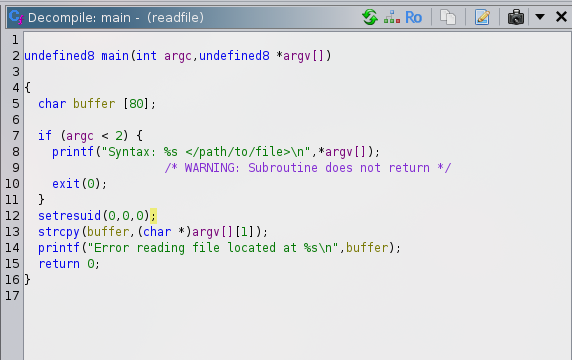 Decompile: main - (readfile)
Ro
1
2 undefined8 main(int argc,undefined8 *argv[])
3
4 {
5 char buffer [80];
6
7 if (argc < 2) {
8 printf("Syntax: %s </path/to/file>\n",*argv[]);
9 /* WARNING: Subroutine does not return */
10 exit(0);
11 }
12 setresuid(0,0,0);
13 strcpy(buffer,(char *)argv[][1]);
14 printf("Error reading file located at %s\n",buffer);
15 return 0;
16 }
17